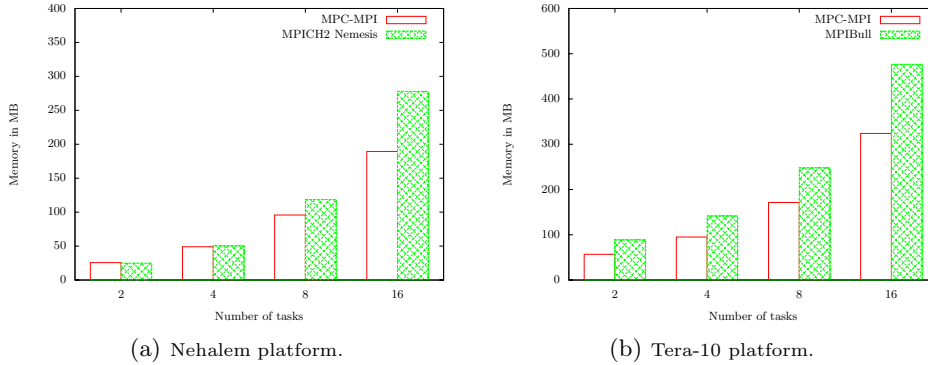 400
350
300
250
200
150
100
50
0
Memory in MB
MPC-MPI
MPICH2 Nemesis
2 4 8 16
Number of tasks
(a) Nehalem platform.
600
500
400
300
200
100
0
Memory in MB
MPC-MPI
MPIBull
2 4 8 16
Number of tasks
(b) Tera-10 platform.